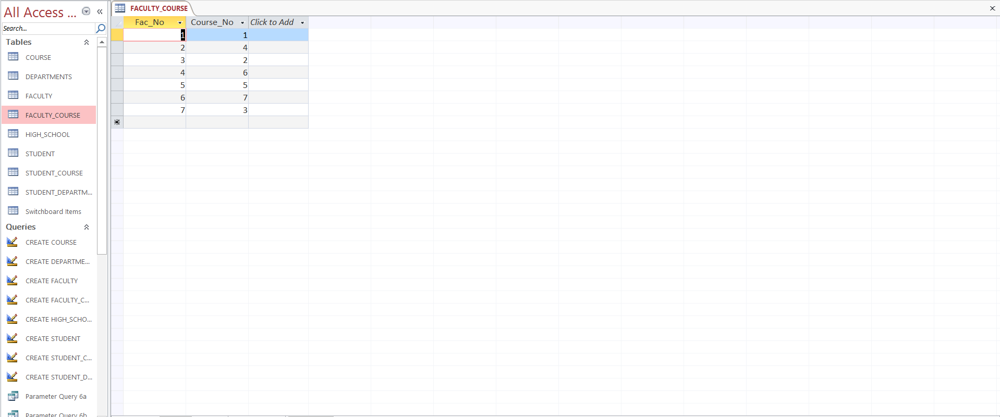 All Access ...
Search...
Tables
COURSE
DEPARTMENTS
FACULTY
FACULTY_COURSE
HIGH_SCHOOL
STUDENT
STUDENT_COURSE
STUDENT_DEPARTM...
Switchboard Items
Queries
CREATE COURSE
CREATE DEPARTME...
CREATE FACULTY
CREATE FACULTY_C...
CREATE HIGH_SCHO...
CREATE STUDENT
CREATE STUDENT_C...
CREATE STUDENT_D...
Parameter Query 6a
Parameter Query 6b
FACULTY_COURSE
Fac_No Course_No Click to Add
1 1
2 4
3 2
4 6
5 5
6 7
7 3